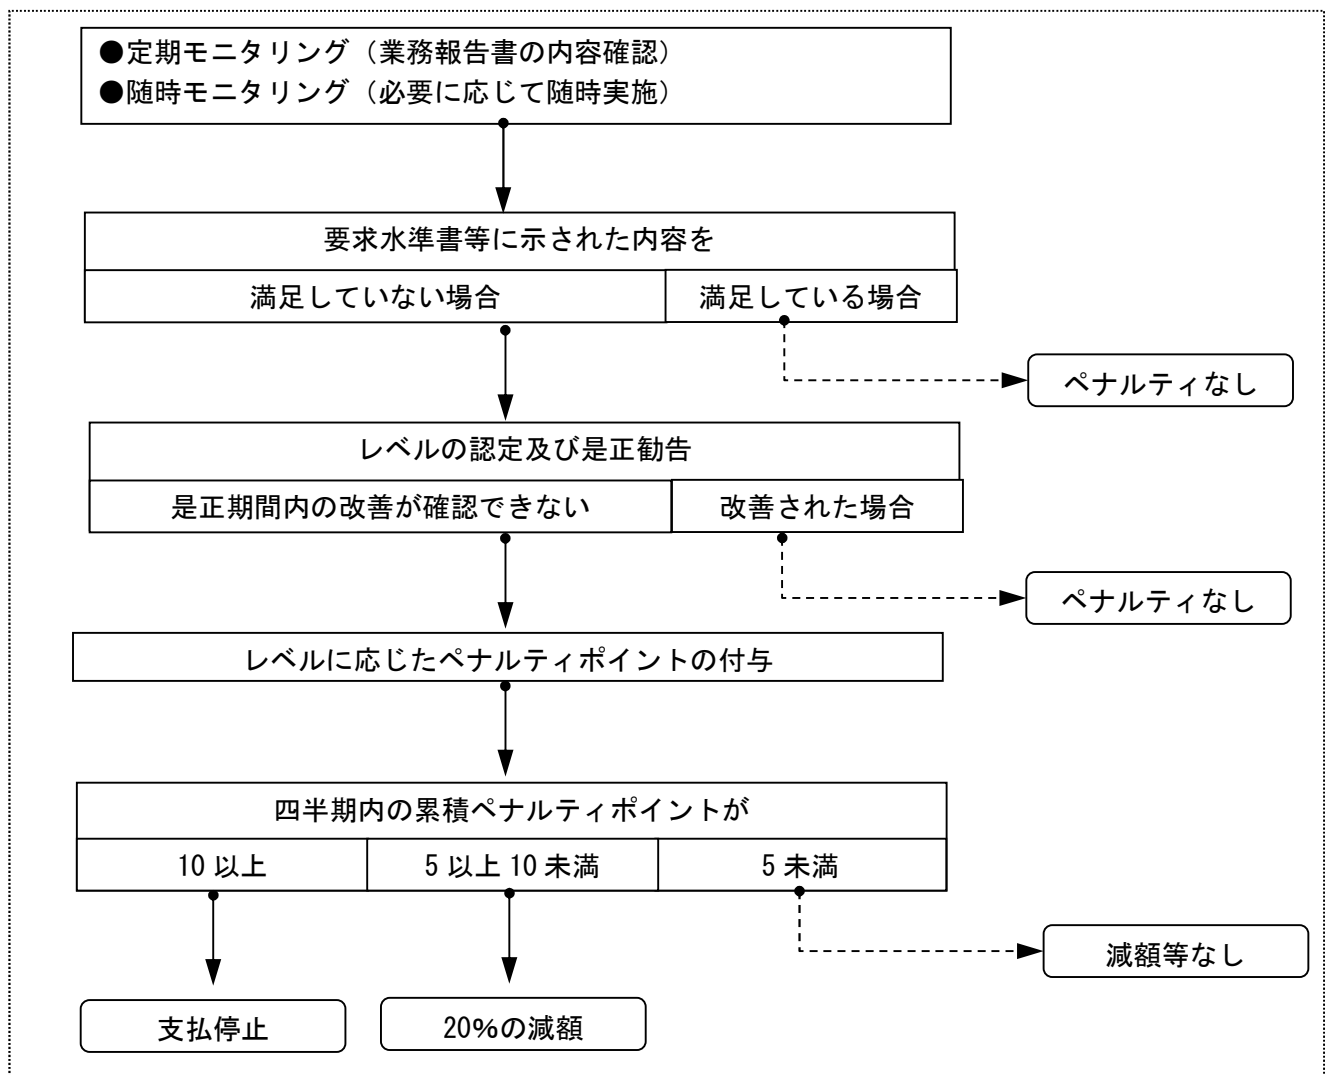 ●定期モニタリング（業務報告書の内容確認）
●随時モニタリング（必要に応じて随時実施）
要求水準書等に示された内容を
満足していない場合
満足している場合
ペナルティなし
レベルの認定及び是正勧告
是正期間内の改善が確認できない
改善された場合
ペナルティなし
レベルに応じたペナルティポイントの付与
四半期内の累積ペナルティポイントが
10 以上
5 以上 10 未満
5 未満
減額等なし
支払停止
20%の減額